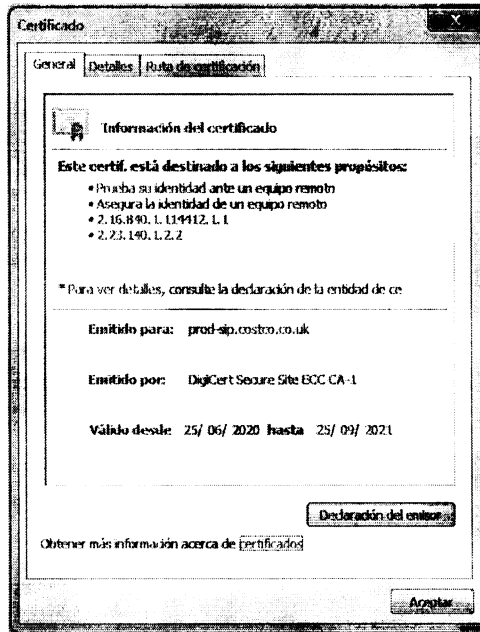 Certificado
General Detalles Ruta de certificación
Información del certificado
Este certif. está destinado a los siguientes propósitos:
• Prueba su identidad ante un equipo remoto
• Asegura la identidad de un equipo remoto
• 2.16.840.1.114412.1.1
• 2.23.140.1.2.2
* Para ver detalles, consulte la declaración de la entidad de ce
Emitido para: prod-sip.costco.co.uk
Emitido por: DigiCert Secure Site ECC CA-1
Válido desde 25/ 06/ 2020 hasta 25/ 09/ 2021
Declaración del emisor
Obtener más información acerca de certificados
Aceptar